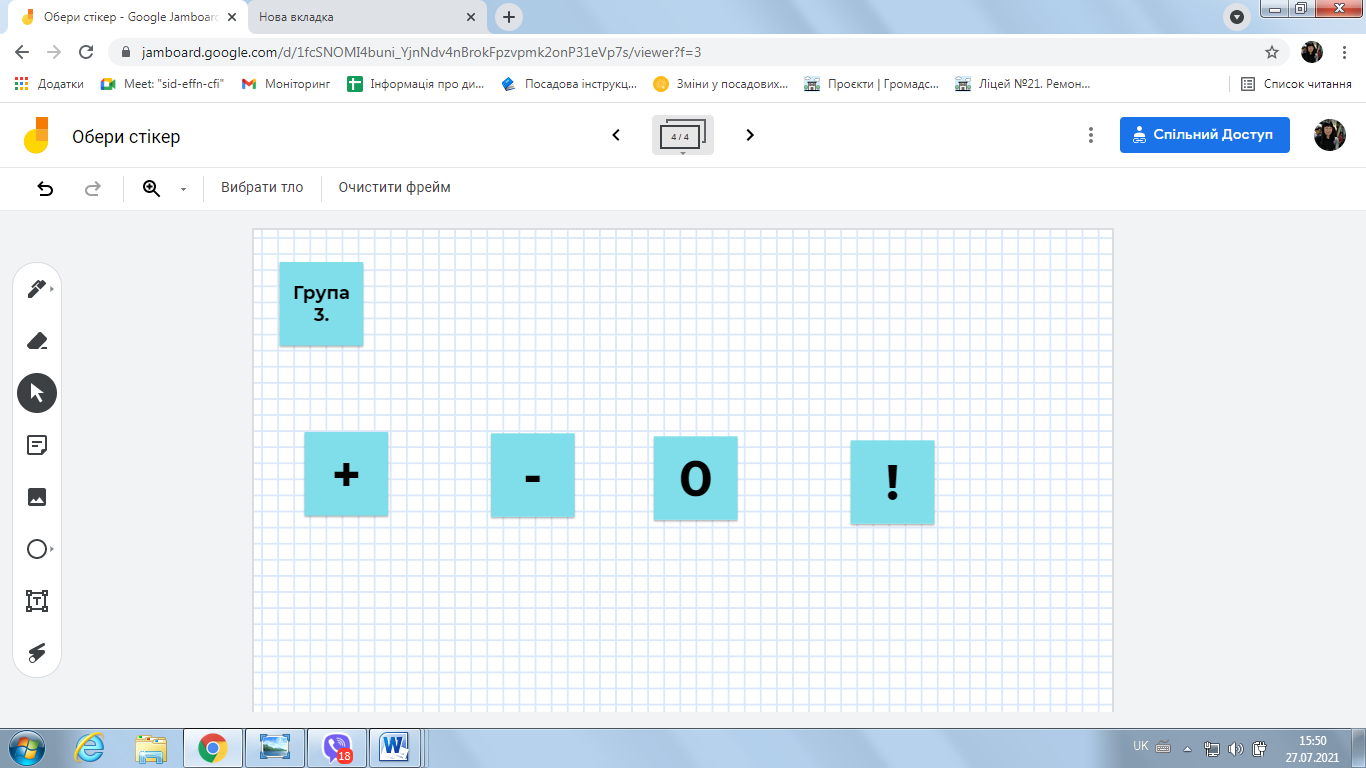 Обери стікер - Google Jamboard
Нова вкладка
jamboard.google.com/d/1fcSNOMI4buni_YjnNdv4nBrokFpzvpmk2onP31eVp7s/viewer?f=3
Додатки
Meet: "sid-effn-cfi"
Моніторинг
Інформація про ди...
Посадова інструкц...
Зміни у посадових...
Проєкти | Громадс...
Ліцей №21. Ремон...
Список читання
Обери стікер
4 / 4
Спільний Доступ
Вибрати тло
Очистити фрейм
Група
3.
+
-
0
!
18
UK
15:50
27.07.2021